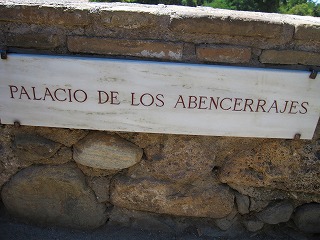 PALACIO DE LOS ABENCERRAJES